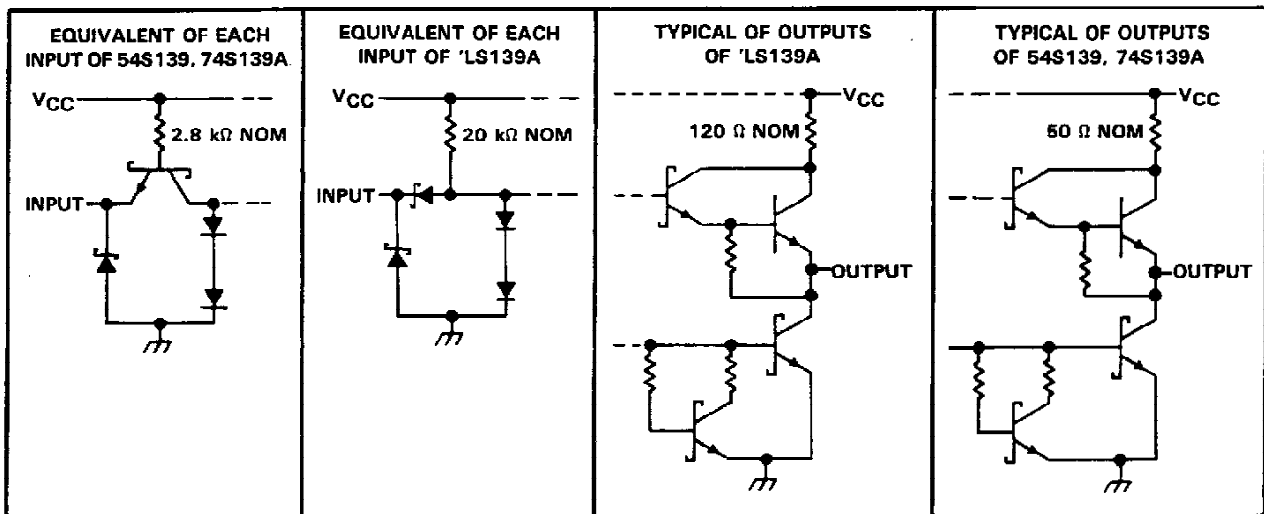 EQUIVALENT OF EACH
INPUT OF 54S139, 74S139A
VCC
2.8 kΩ NOM
INPUT
EQUIVALENT OF EACH
INPUT OF 'LS139A
VCC
20 kΩ NOM
INPUT
TYPICAL OF OUTPUTS
OF 'LS139A
VCC
120 Ω NOM
OUTPUT
TYPICAL OF OUTPUTS
OF 54S139, 74S139A
VCC
50 Ω NOM
OUTPUT